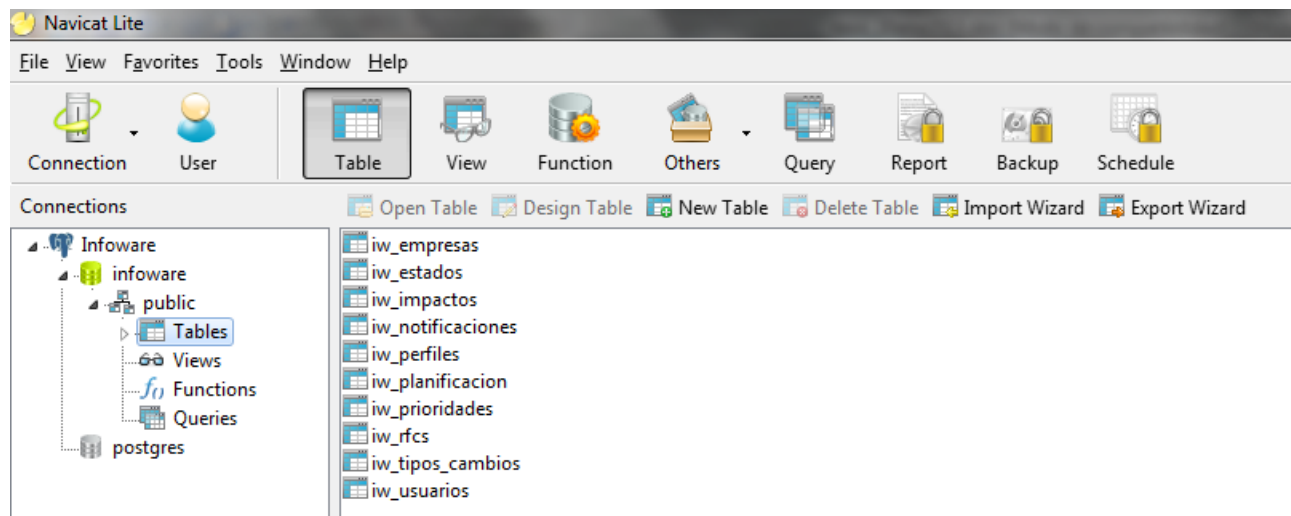 Navicat Lite
File View Favorites Tools Window Help
Connection User Table View Function Others Query Report Backup Schedule
Connections
Open Table Design Table New Table Delete Table Import Wizard Export Wizard
Infoware
infoware
public
Tables
Views
Functions
Queries
postgres
iw_empresas
iw_estados
iw_impactos
iw_notificaciones
iw_perfiles
iw_planificacion
iw_prioridades
iw_rfcs
iw_tipos_cambios
iw_usuarios